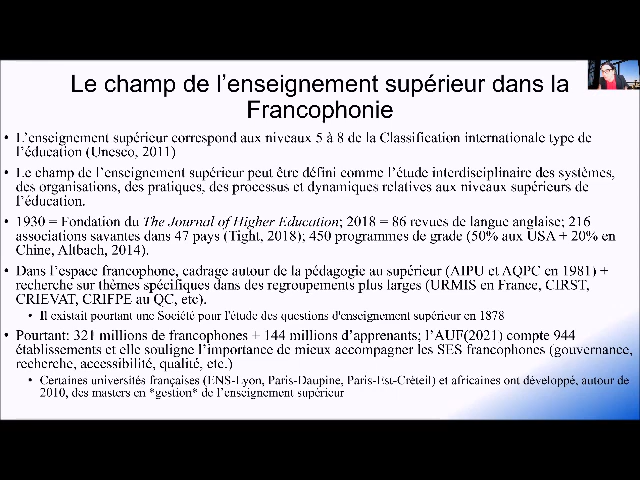 Le champ de l’enseignement supérieur dans la
Francophonie
• L’enseignement supérieur correspond aux niveaux 5 à 8 de la Classification internationale type de
l’éducation (Unesco, 2011)
• Le champ de l’enseignement supérieur peut être défini comme l’étude interdisciplinaire des systèmes,
des organisations, des pratiques, des processus et dynamiques relatives aux niveaux supérieurs de
l’éducation.
• 1930 = Fondation du The Journal of Higher Education; 2018 = 86 revues de langue anglaise; 216
associations savantes dans 47 pays (Tight, 2018); 450 programmes de grade (50% aux USA + 20% en
Chine, Altbach, 2014).
• Dans l’espace francophone, cadrage autour de la pédagogie au supérieur (AIPU et AQPC en 1981) +
recherche sur thèmes spécifiques dans des regroupements plus larges (URMIS en France, CIRST,
CRIEVAT, CRIFPE au QC, etc).
• Il existait pourtant une Société pour l'étude des questions d'enseignement supérieur en 1878
• Pourtant: 321 millions de francophones + 144 millions d’apprenants; l’AUF(2021) compte 944
établissements et elle souligne l’importance de mieux accompagner les SES francophones (gouvernance,
recherche, accessibilité, qualité, etc.)
• Certaines universités françaises (ENS-Lyon, Paris-Daupine, Paris-Est-Créteil) et africaines ont développé, autour de
2010, des masters en *gestion* de l’enseignement supérieur